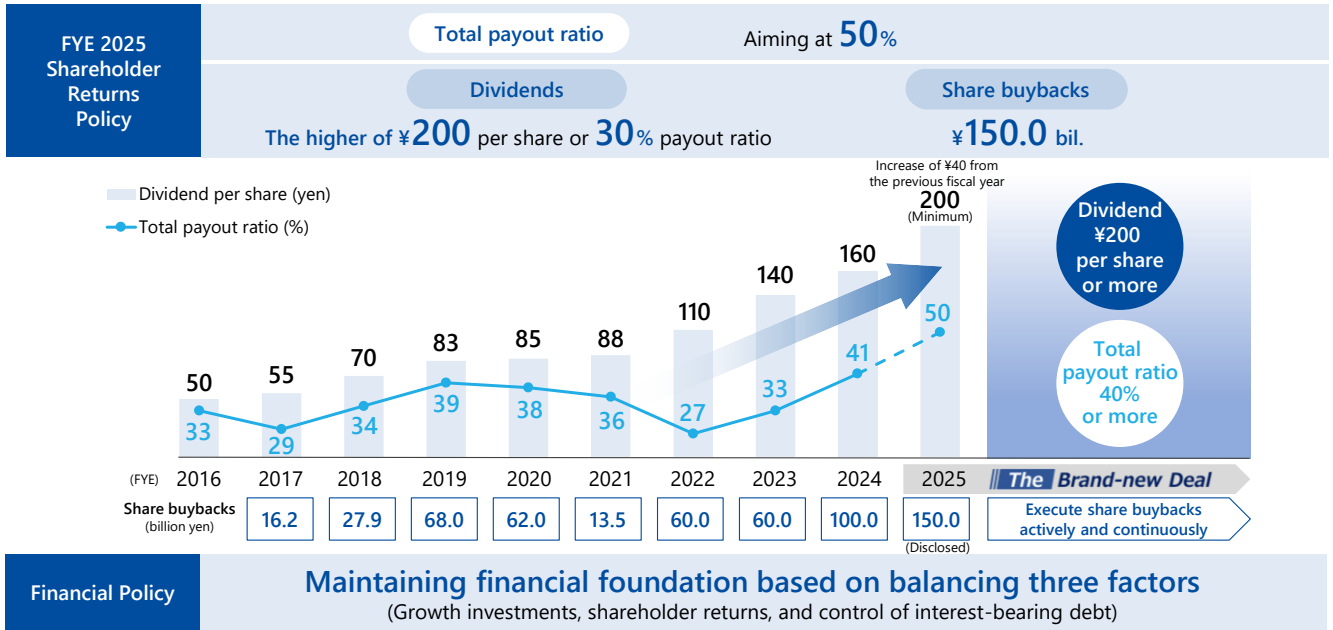 FYE 2025
Shareholder
Returns
Policy
Total payout ratio
Aiming at 50%
Dividends
The higher of ¥200 per share or 30% payout ratio
Share buybacks
¥150.0 bil.
Dividend per share (yen)
Total payout ratio (%)
Increase of ¥40 from
the previous fiscal year
200
(Minimum)
50
55
70
83
85
88
110
140
160
33
29
34
39
38
36
27
33
41
50
Dividend
¥200
per share
or more
Total
payout ratio
40%
or more
(FYE) 2016 2017 2018 2019 2020 2021 2022 2023 2024 2025 The Brand-new Deal
Share buybacks
(billion yen)
16.2 27.9 68.0 62.0 13.5 60.0 60.0 100.0 150.0
(Disclosed)
Execute share buybacks
actively and continuously
Financial Policy
Maintaining financial foundation based on balancing three factors
(Growth investments, shareholder returns, and control of interest-bearing debt)